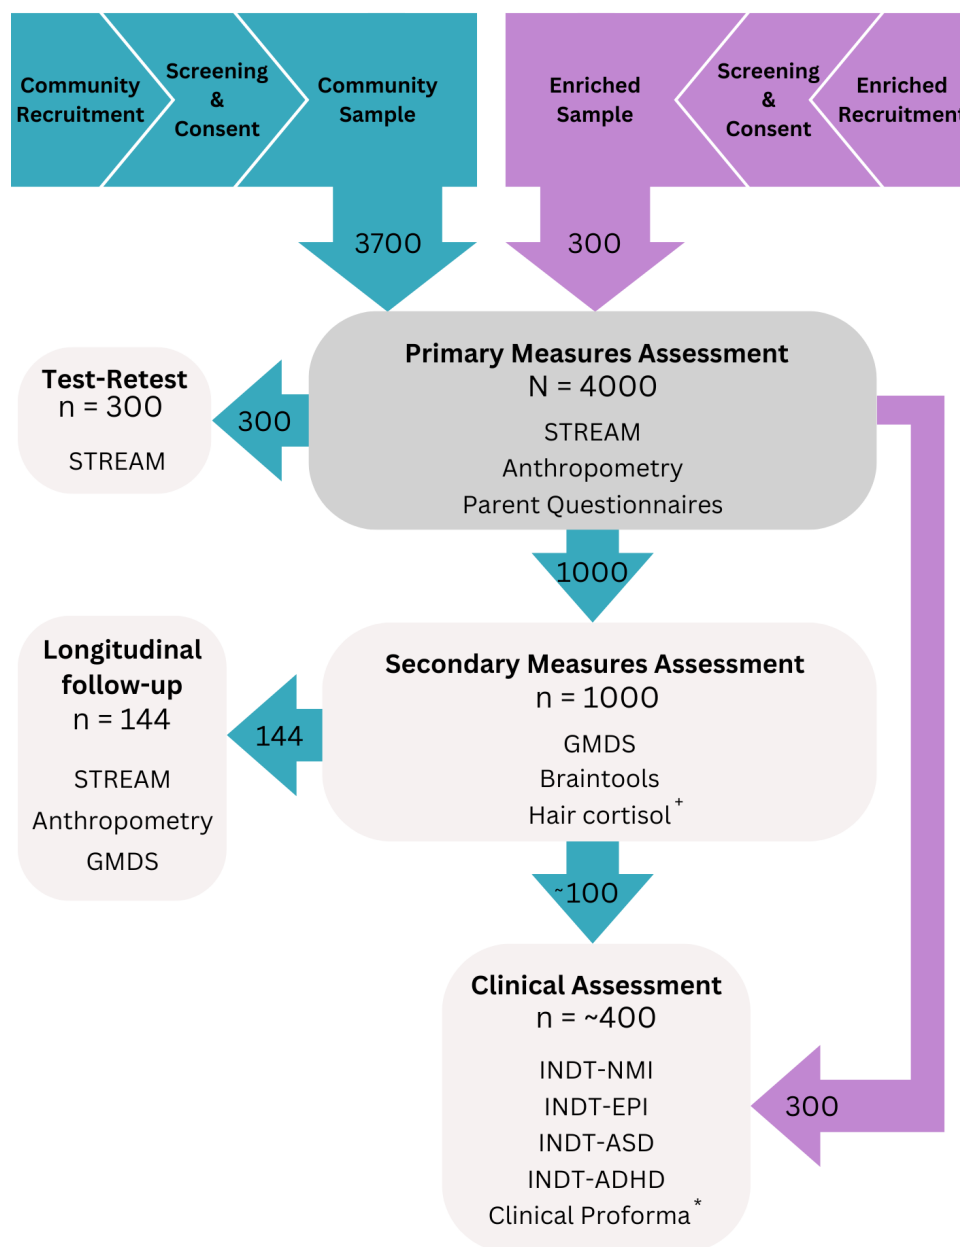 Community
Recruitment
Screening
&
Consent
Community
Sample
Enriched
Sample
Screening
&
Consent
Enriched
Recruitment
3700
300
Primary Measures Assessment
N = 4000
STREAM
Anthropometry
Parent Questionnaires
Test-Retest
n = 300
STREAM
300
1000
Longitudinal
follow-up
n = 144
STREAM
Anthropometry
GMDS
144
Secondary Measures Assessment
n = 1000
GMDS
Braintools
Hair cortisol +
~100
Clinical Assessment
n = ~400
INDT-NMI
INDT-EPI
INDT-ASD
INDT-ADHD
Clinical Proforma *
300